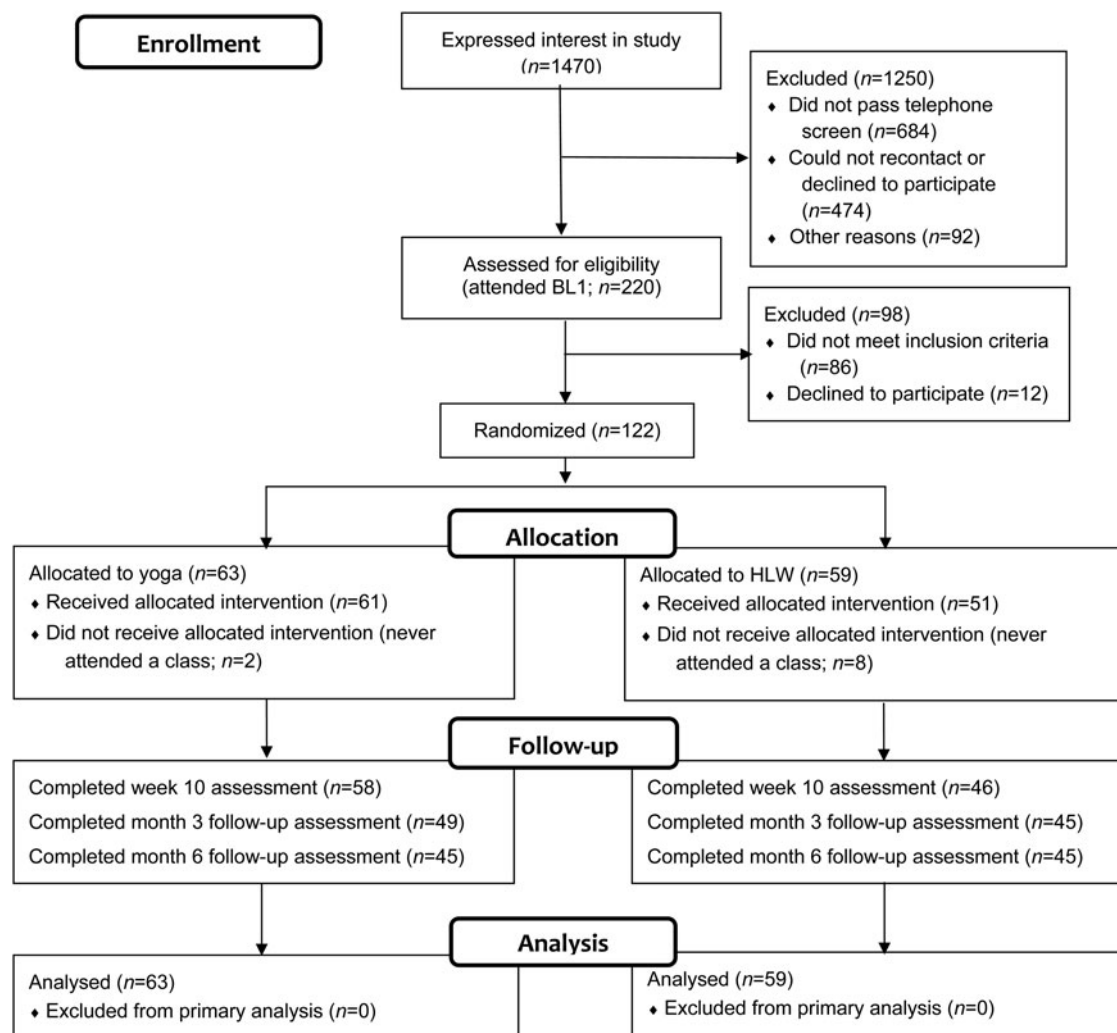 Enrollment
Expressed interest in study
(n=1470)
Excluded (n=1250)
♦ Did not pass telephone
screen (n=684)
♦ Could not recontact or
declined to participate
(n=474)
♦ Other reasons (n=92)
Assessed for eligibility
(attended BL1; n=220)
Excluded (n=98)
♦ Did not meet inclusion criteria
(n=86)
♦ Declined to participate (n=12)
Randomized (n=122)
Allocation
Allocated to yoga (n=63)
♦ Received allocated intervention (n=61)
♦ Did not receive allocated intervention (never
attended a class; n=2)
Allocated to HLW (n=59)
♦ Received allocated intervention (n=51)
♦ Did not receive allocated intervention (never
attended a class; n=8)
Follow-up
Completed week 10 assessment (n=58)
Completed month 3 follow-up assessment (n=49)
Completed month 6 follow-up assessment (n=45)
Completed week 10 assessment (n=46)
Completed month 3 follow-up assessment (n=45)
Completed month 6 follow-up assessment (n=45)
Analysis
Analysed (n=63)
♦ Excluded from primary analysis (n=0)
Analysed (n=59)
♦ Excluded from primary analysis (n=0)